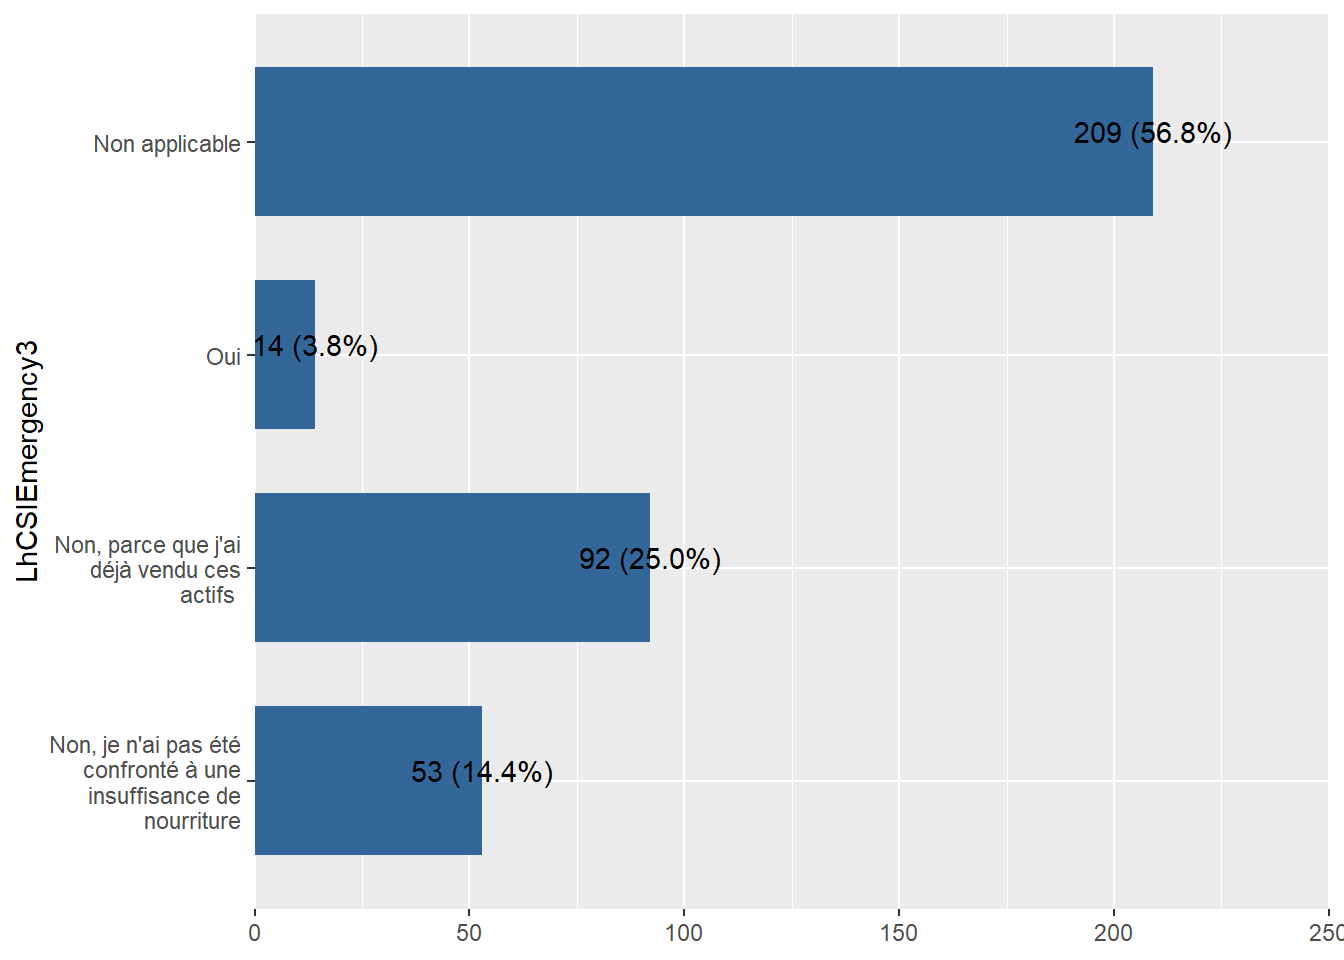 LhCSIEmergency3
Non applicable
209 (56.8%)
Oui
14 (3.8%)
Non, parce que j'ai
déjà vendu ces
actifs
92 (25.0%)
Non, je n'ai pas été
confronté à une
insuffisance de
nourriture
53 (14.4%)
0 50 100 150 200 250